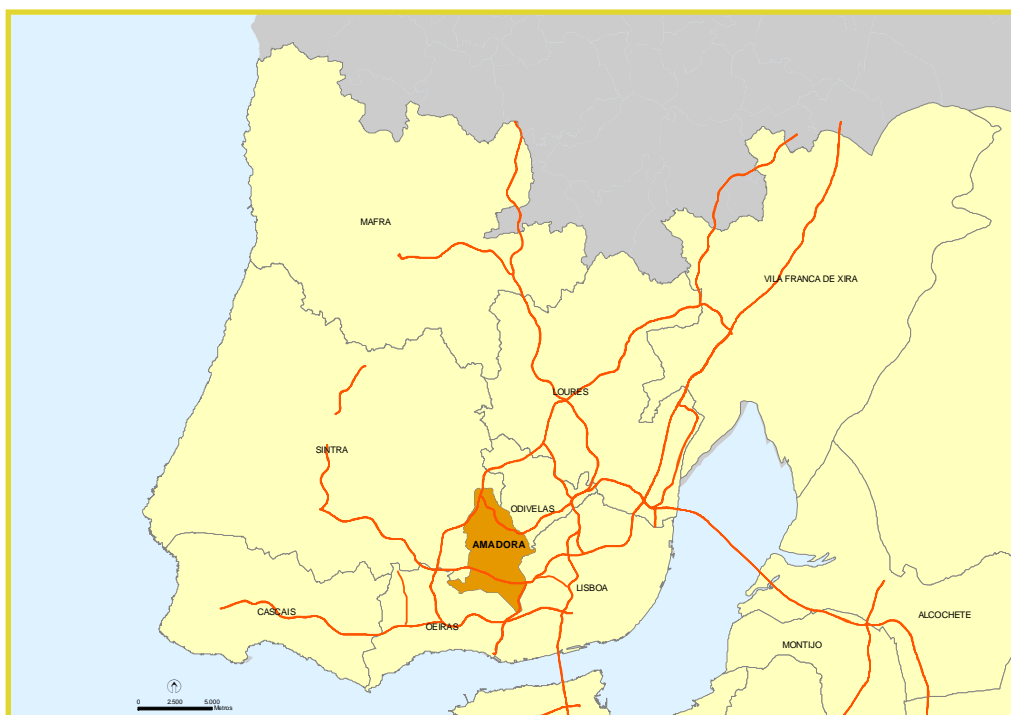 MAFRA
VILA FRANCA DE XIRA
LOURES
SINTRA
ODIVELAS
AMADORA
LISBOA
CASCAIS
ALCOCHETE
OEIRAS
MONTIJO
0 2.500 5.000
Metros